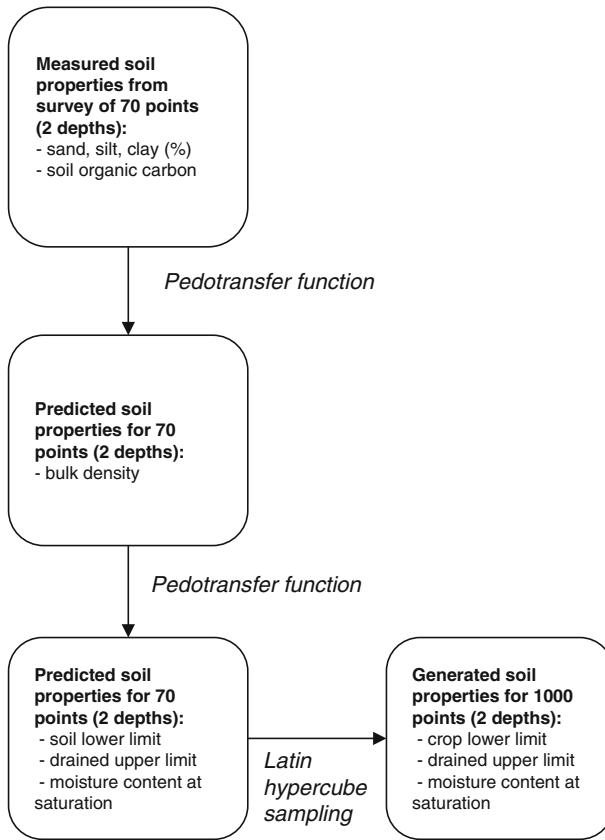 Measured soil
properties from
survey of 70 points
(2 depths):
- sand, silt, clay (%)
- soil organic carbon
Pedotransfer function
Predicted soil
properties for 70
points (2 depths):
- bulk density
Pedotransfer function
Predicted soil
properties for 70
points (2 depths):
- soil lower limit
- drained upper limit
- moisture content at
saturation
Latin
hypercube
sampling
Generated soil
properties for 1000
points (2 depths):
- crop lower limit
- drained upper limit
- moisture content at
saturation